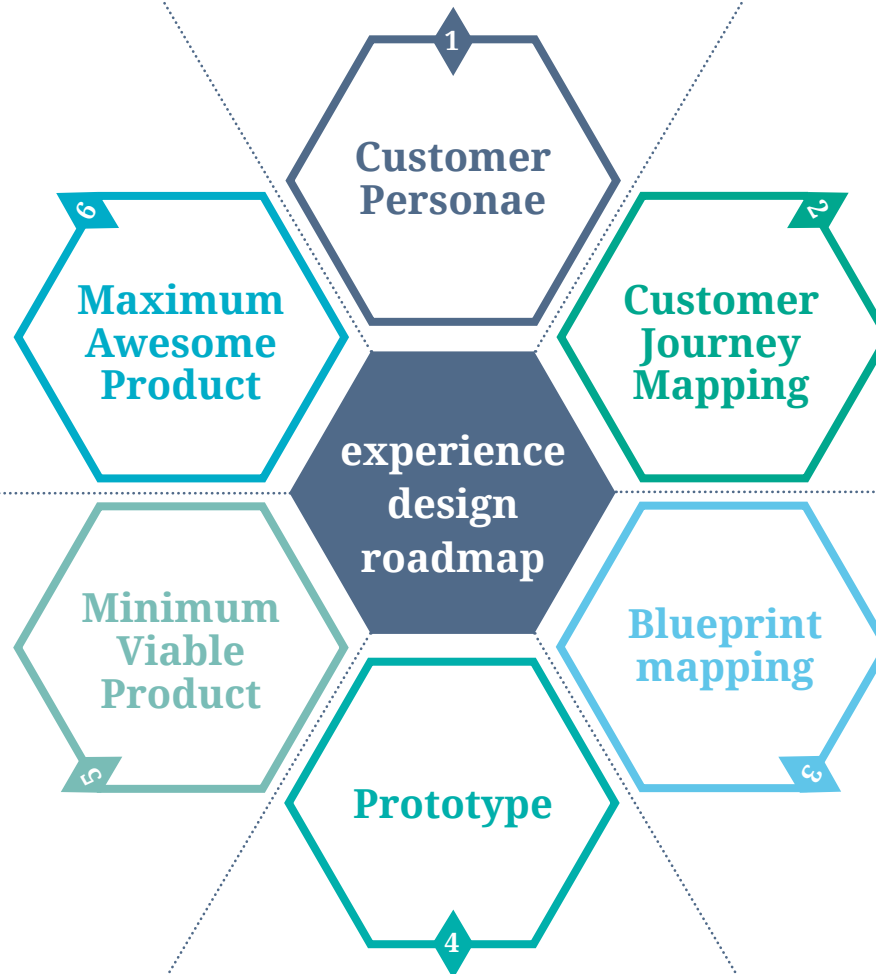 1
Customer
Personae
2
Customer
Journey
Mapping
3
Blueprint
mapping
4
Prototype
5
Minimum
Viable
Product
6
Maximum
Awesome
Product
experience
design
roadmap